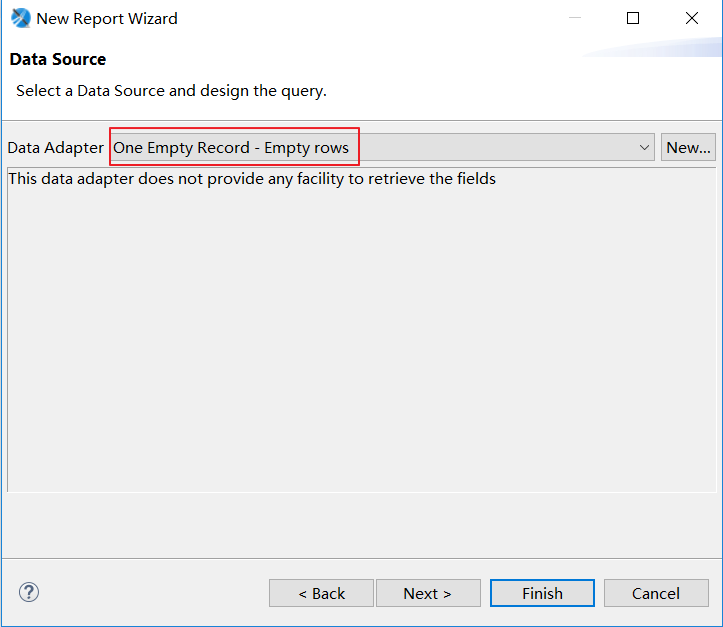 New Report Wizard
Data Source
Select a Data Source and design the query.
Data Adapter One Empty Record - Empty rows New...
This data adapter does not provide any facility to retrieve the fields
? < Back Next > Finish Cancel